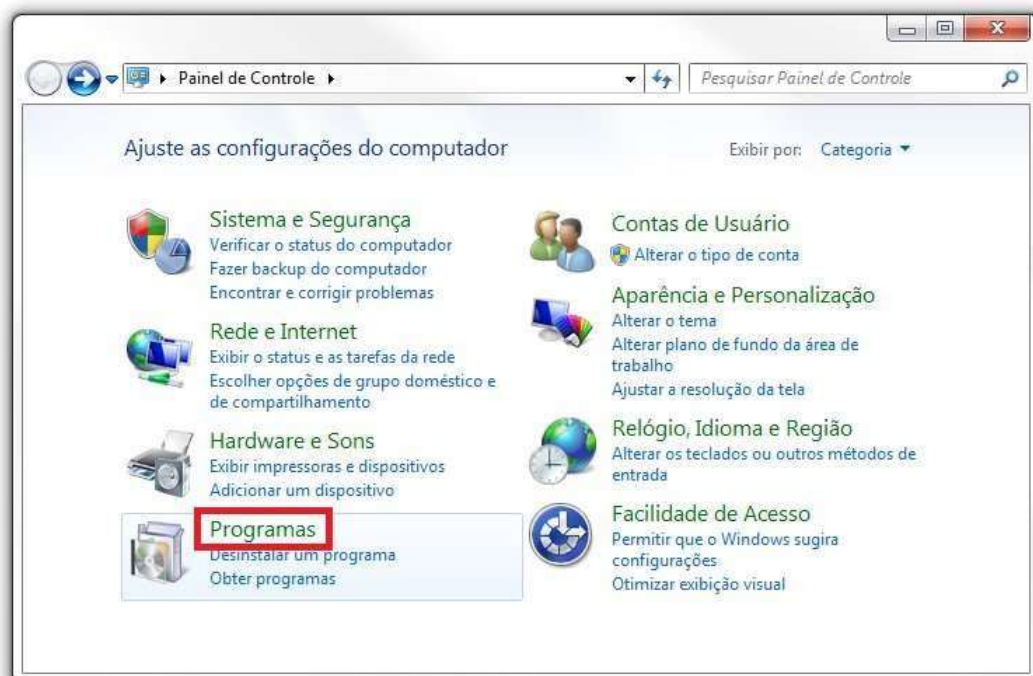 Painel de Controle
Pesquisar Painel de Controle
Ajuste as configurações do computador
Exibir por: Categoria
Sistema e Segurança
Verificar o status do computador
Fazer backup do computador
Encontrar e corrigir problemas
Rede e Internet
Exibir o status e as tarefas da rede
Escolher opções de grupo doméstico e
de compartilhamento
Hardware e Sons
Exibir impressoras e dispositivos
Adicionar um dispositivo
Programas
Desinstalar um programa
Obter programas
Contas de Usuário
Alterar o tipo de conta
Aparência e Personalização
Alterar o tema
Alterar plano de fundo da área de
trabalho
Ajustar a resolução da tela
Relógio, Idioma e Região
Alterar os teclados ou outros métodos de
entrada
Facilidade de Acesso
Permitir que o Windows sugira
configurações
Otimizar exibição visual